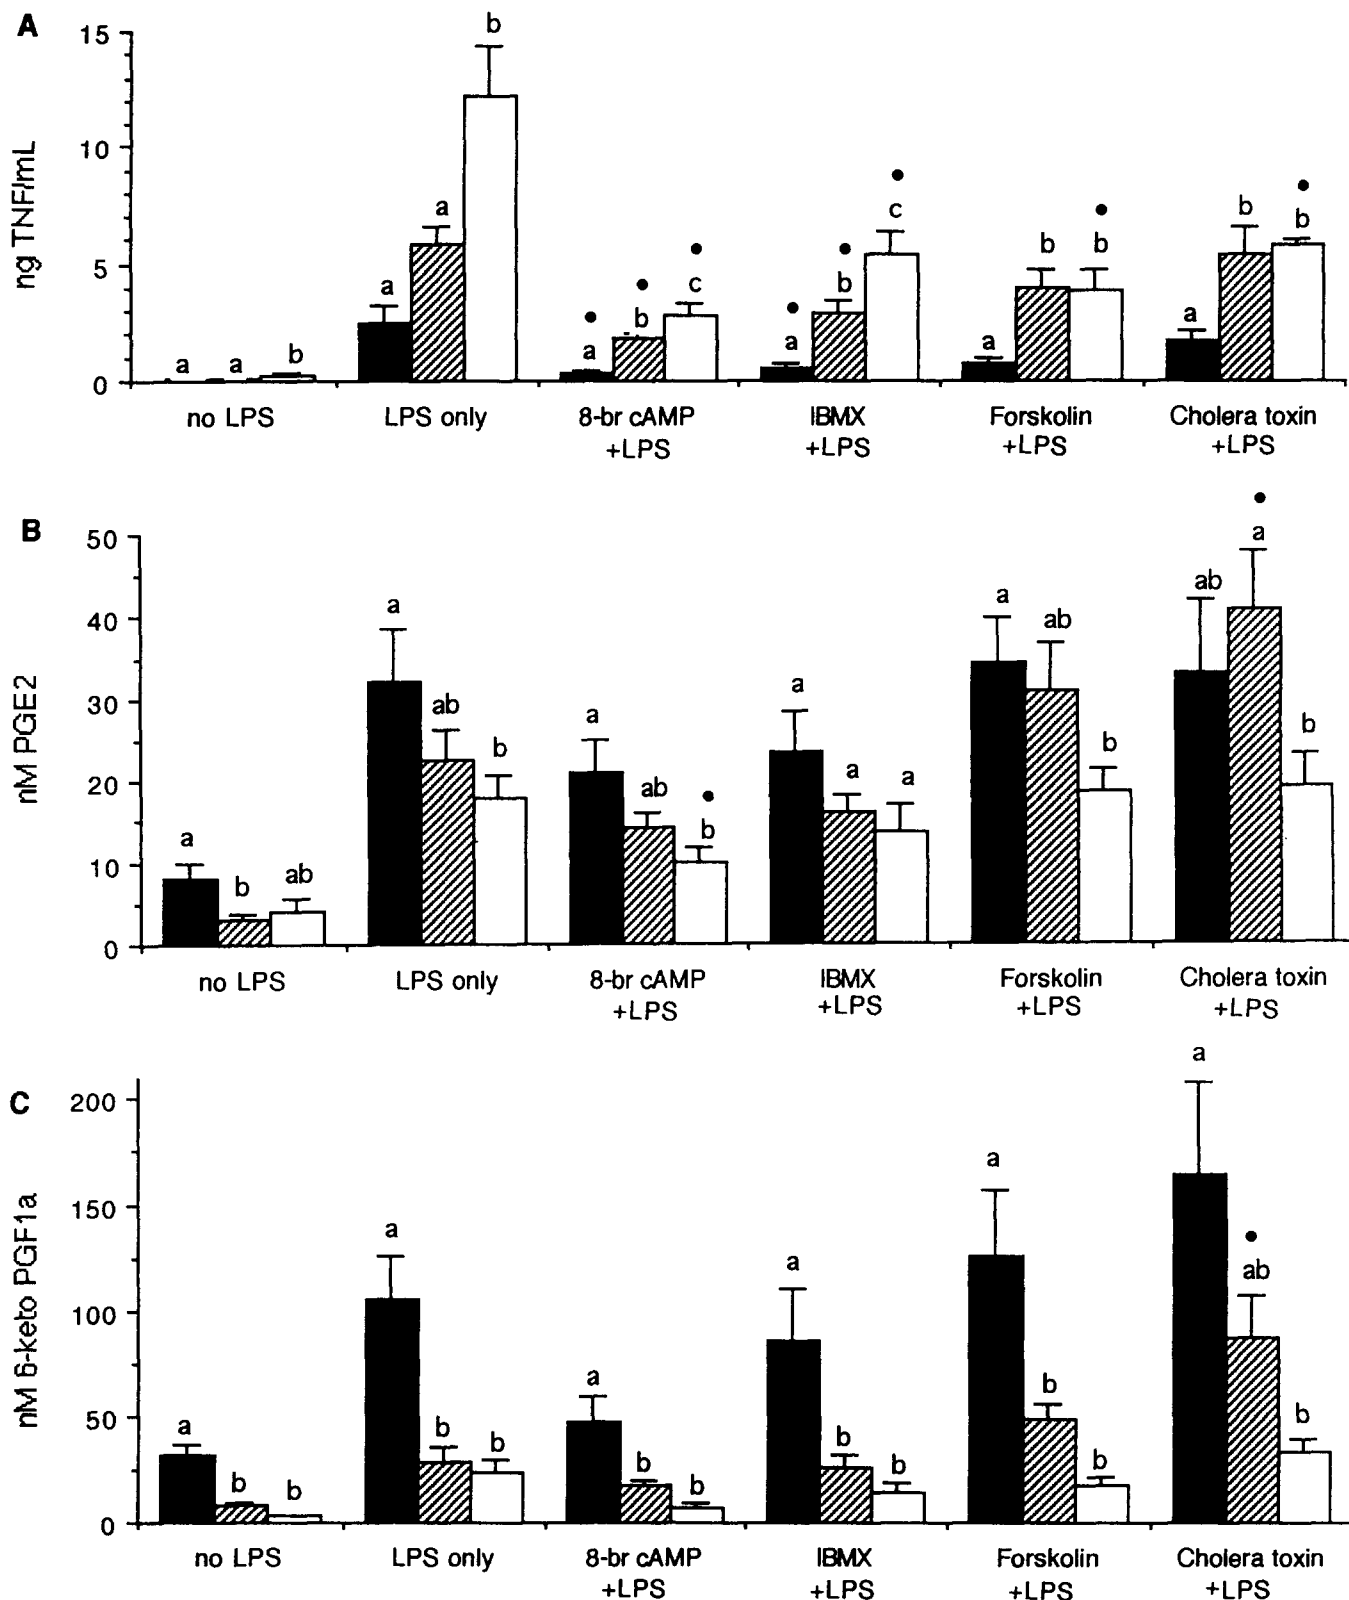 A
15
10
5
0
ng TNF/mL
a a b
a a b
a b c
a b c
a b b
a b b
no LPS LPS only 8-br cAMP IBMX Forskolin Cholera toxin
+LPS +LPS +LPS +LPS
B
50
40
30
20
10
0
nM PGE2
a b ab
a ab b
a ab b
a a a
a ab b
ab a b
no LPS LPS only 8-br cAMP IBMX Forskolin Cholera toxin
+LPS +LPS +LPS +LPS
C
200
150
100
50
0
nM 6-keto PGF1a
a b b
a b b
a b b
a b b
a b b
a ab b
no LPS LPS only 8-br cAMP IBMX Forskolin Cholera toxin
+LPS +LPS +LPS +LPS